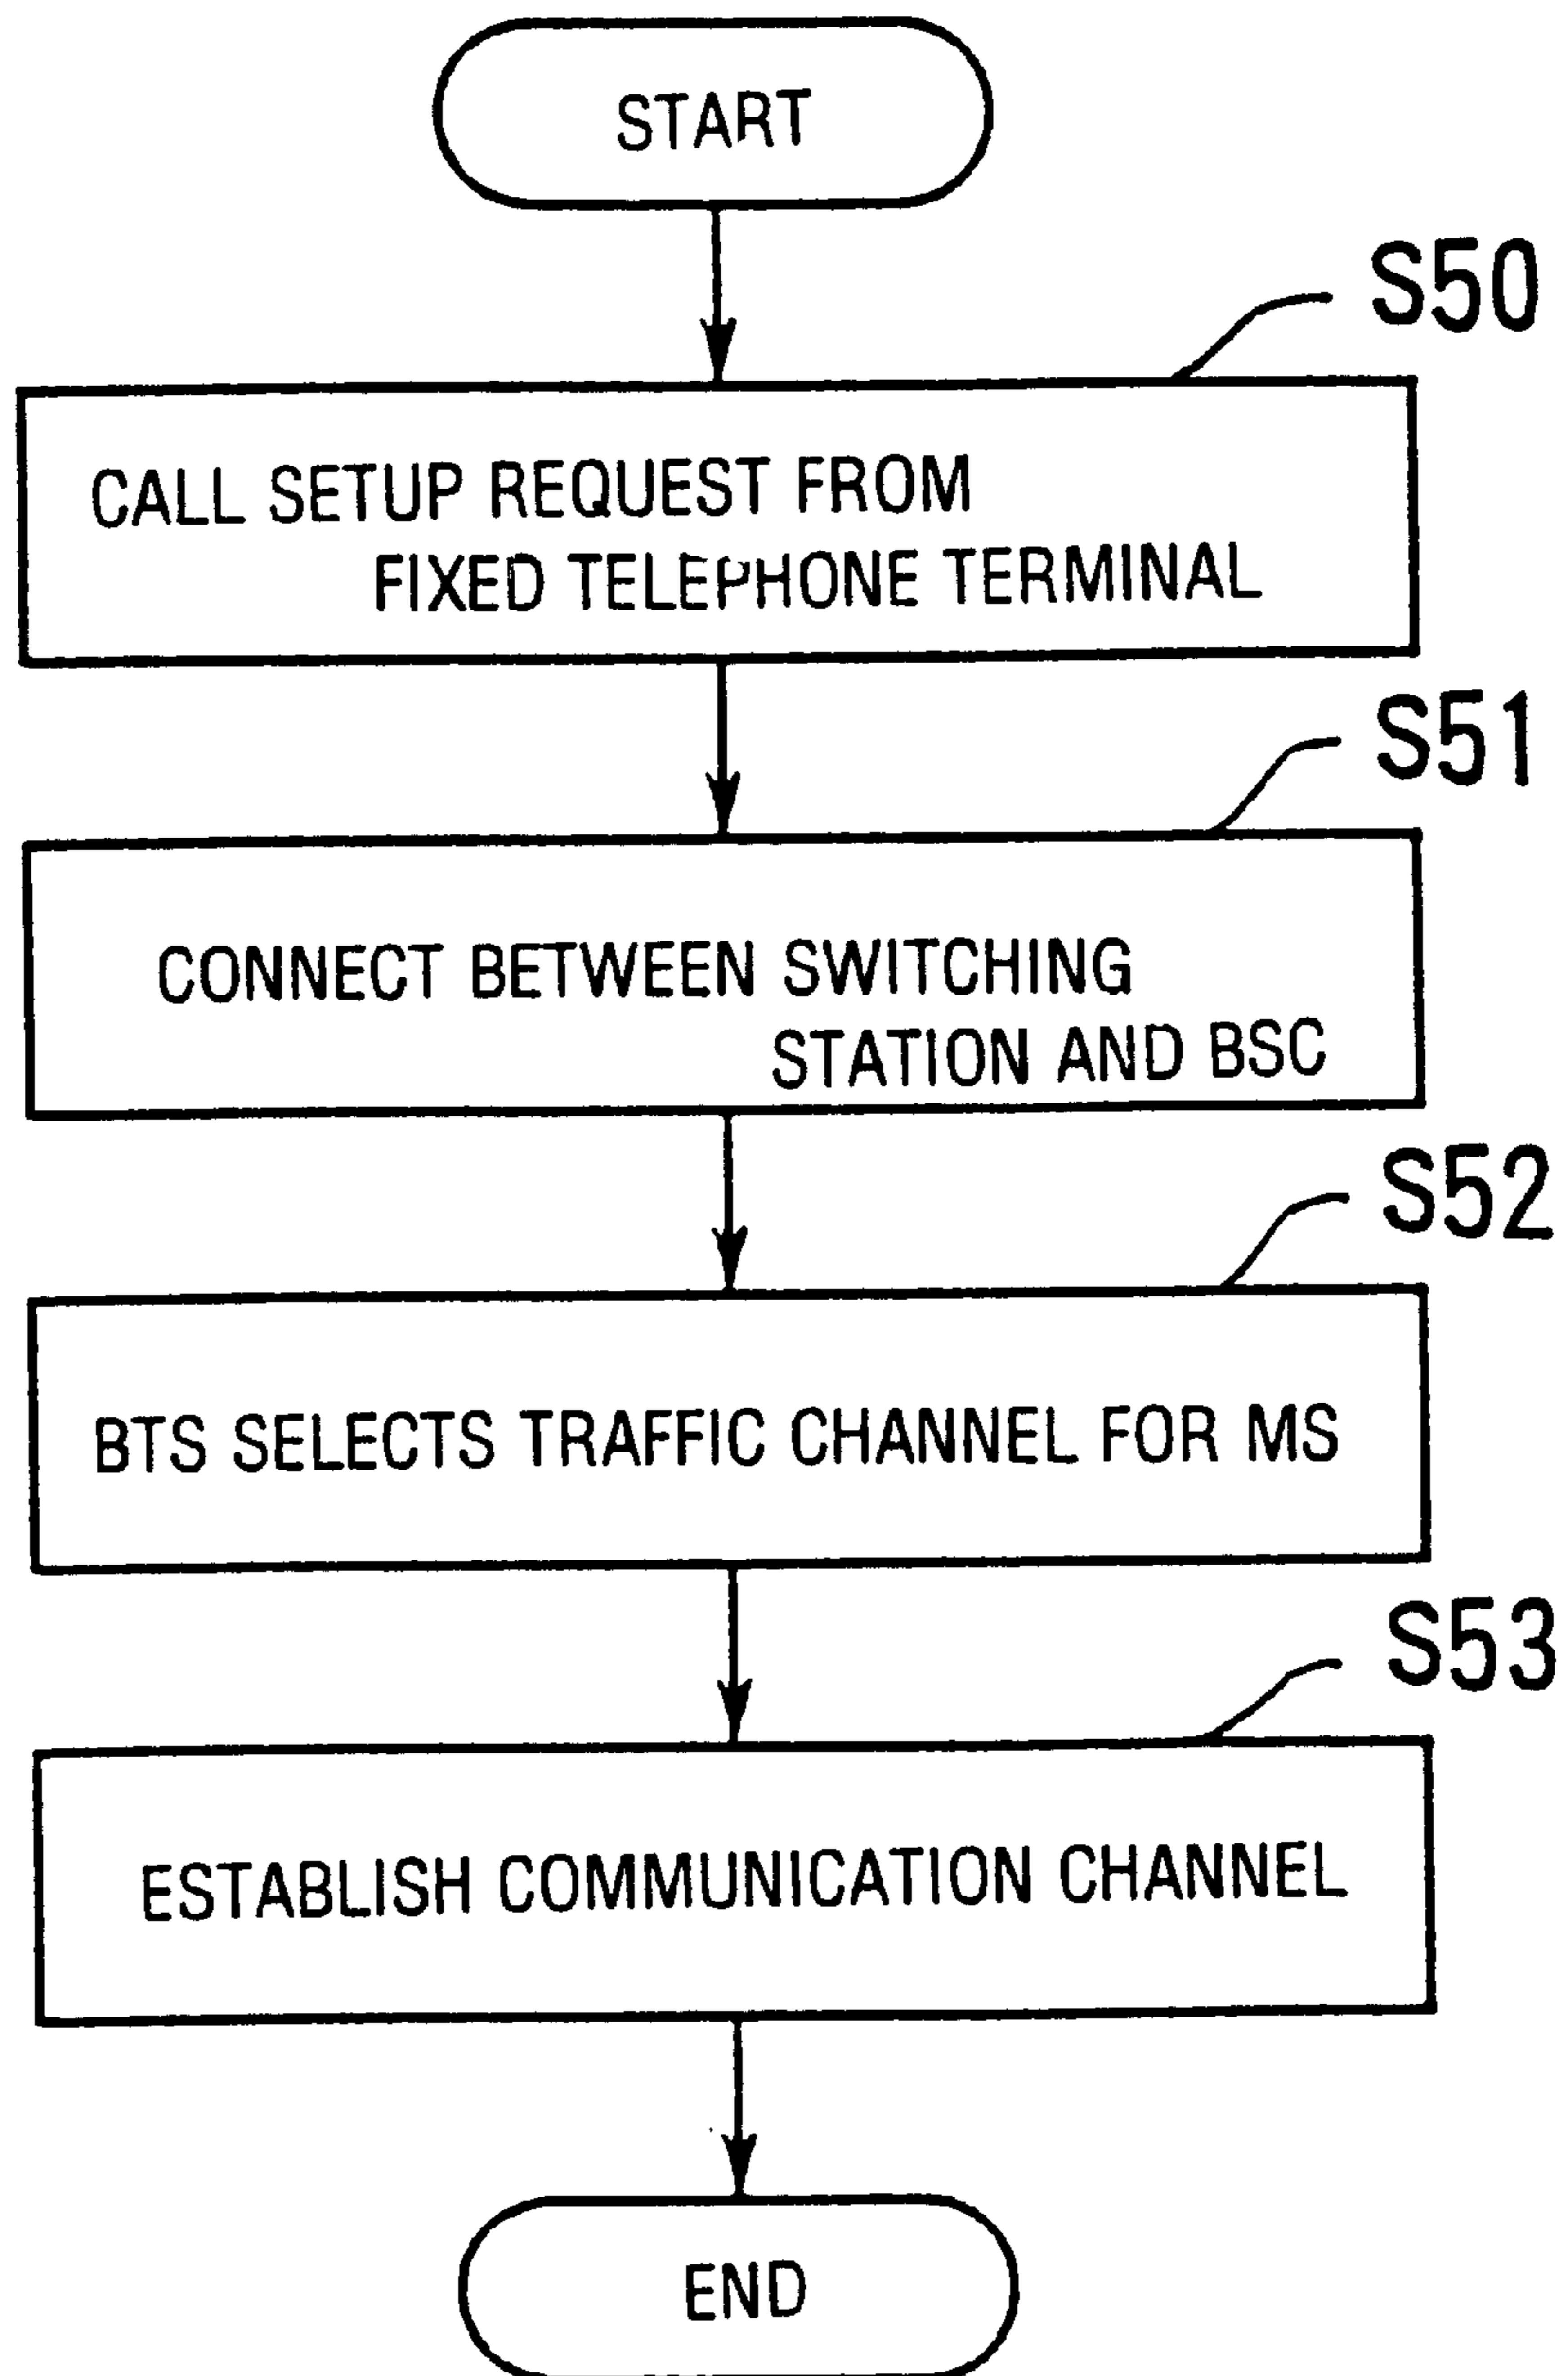 START
S50
CALL SETUP REQUEST FROM
FIXED TELEPHONE TERMINAL
S51
CONNECT BETWEEN SWITCHING
STATION AND BSC
S52
BTS SELECTS TRAFFIC CHANNEL FOR MS
S53
ESTABLISH COMMUNICATION CHANNEL
END